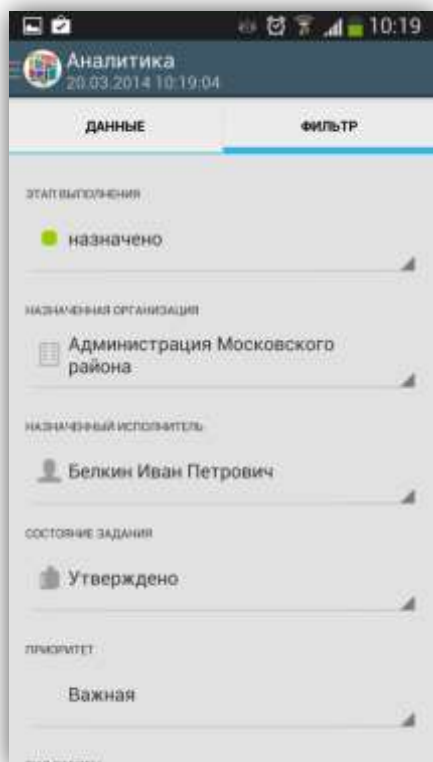 10:19
Аналитика
20.03.2014 10:19:04
ДАННЫЕ
ФИЛЬТР
ЭТАП ВЫПОЛНЕНИЯ
назначено
НАЗНАЧЕННАЯ ОРГАНИЗАЦИЯ
Администрация Московского
района
НАЗНАЧЕННЫЙ ИСПОЛНИТЕЛЬ
Белкин Иван Петрович
СОСТОЯНИЕ ЗАДАНИЯ
Утверждено
ПРИОРИТЕТ
Важная